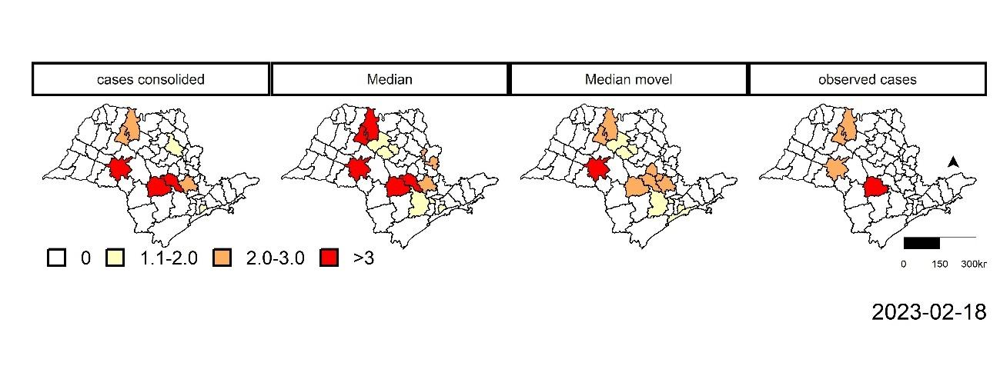 cases consolided
Median
Median movel
observed cases
0 1.1-2.0 2.0-3.0 >3
0 150 300kr
2023-02-18